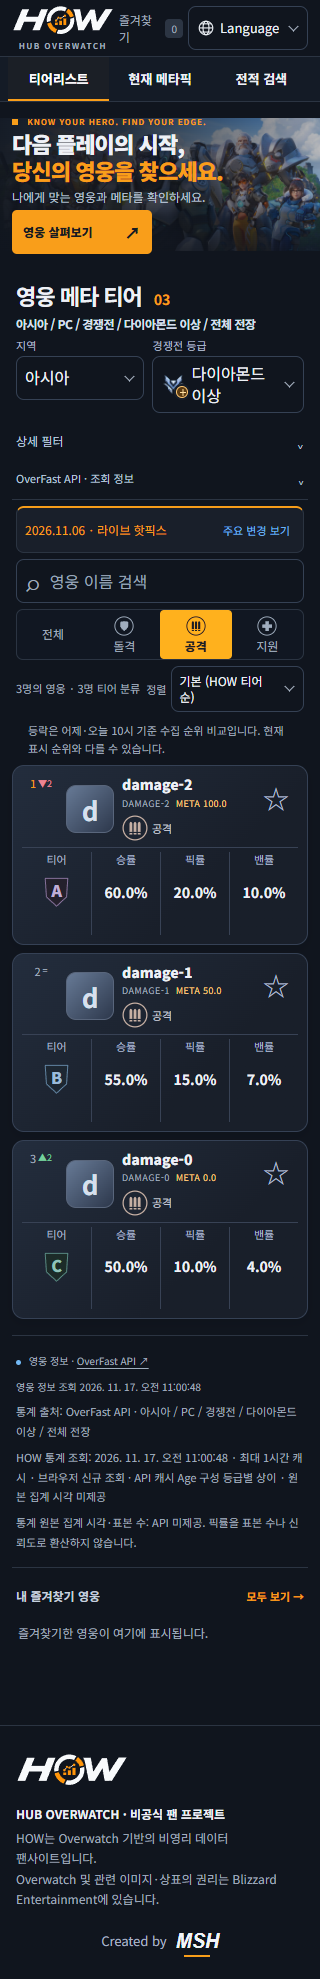 HOW
HUB OVERWATCH
즐겨찾
기
0
Language
티어리스트
현재 메타픽
전적 검색
KNOW YOUR HERO. FIND YOUR EDGE.
다음 플레이의 시작,
당신의 영웅을 찾으세요.
나에게 맞는 영웅과 메타를 확인하세요.
영웅 살펴보기 ↗
영웅 메타 티어 03
아시아 / PC / 경쟁전 / 다이아몬드 이상 / 전체 전장
지역
경쟁전 등급
아시아
다이아몬드
이상
상세 필터
OverFast API · 조회 정보
2026.11.06 · 라이브 핫픽스
주요 변경 보기
영웅 이름 검색
전체
돌격
공격
지원
3명의 영웅 · 3명 티어 분류
정렬
기본 (HOW 티어
순)
등락은 어제·오늘 10시 기준 수집 순위 비교입니다. 현재
표시 순위와 다를 수 있습니다.
1 ▼2
d
damage-2
DAMAGE-2 META 100.0
공격
☆
티어 승률 픽률 밴률
A 60.0% 20.0% 10.0%
2 =
d
damage-1
DAMAGE-1 META 50.0
공격
☆
티어 승률 픽률 밴률
B 55.0% 15.0% 7.0%
3 ▲2
d
damage-0
DAMAGE-0 META 0.0
공격
☆
티어 승률 픽률 밴률
C 50.0% 10.0% 4.0%
영웅 정보 · OverFast API ↗
영웅 정보 조회 2026. 11. 17. 오전 11:00:48
통계 출처: OverFast API · 아시아 / PC / 경쟁전 / 다이아몬드
이상 / 전체 전장
HOW 통계 조회: 2026. 11. 17. 오전 11:00:48 · 최대 1시간 캐
시 · 브라우저 신규 조회 · API 캐시 Age 구성 등급별 상이 · 원
본 집계 시각 미제공
통계 원본 집계 시각·표본 수: API 미제공. 픽률을 표본 수나 신
뢰도로 환산하지 않습니다.
내 즐겨찾기 영웅
모두 보기 →
즐겨찾기한 영웅이 여기에 표시됩니다.
HOW
HUB OVERWATCH · 비공식 팬 프로젝트
HOW는 Overwatch 기반의 비영리 데이터
팬사이트입니다.
Overwatch 및 관련 이미지·상표의 권리는 Blizzard
Entertainment에 있습니다.
Created by MSH